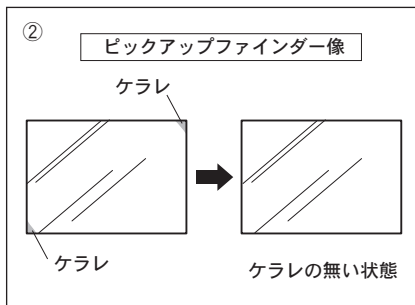 ②
ピックアップファインダー像
ケラレ
ケラレ
ケラレの無い状態